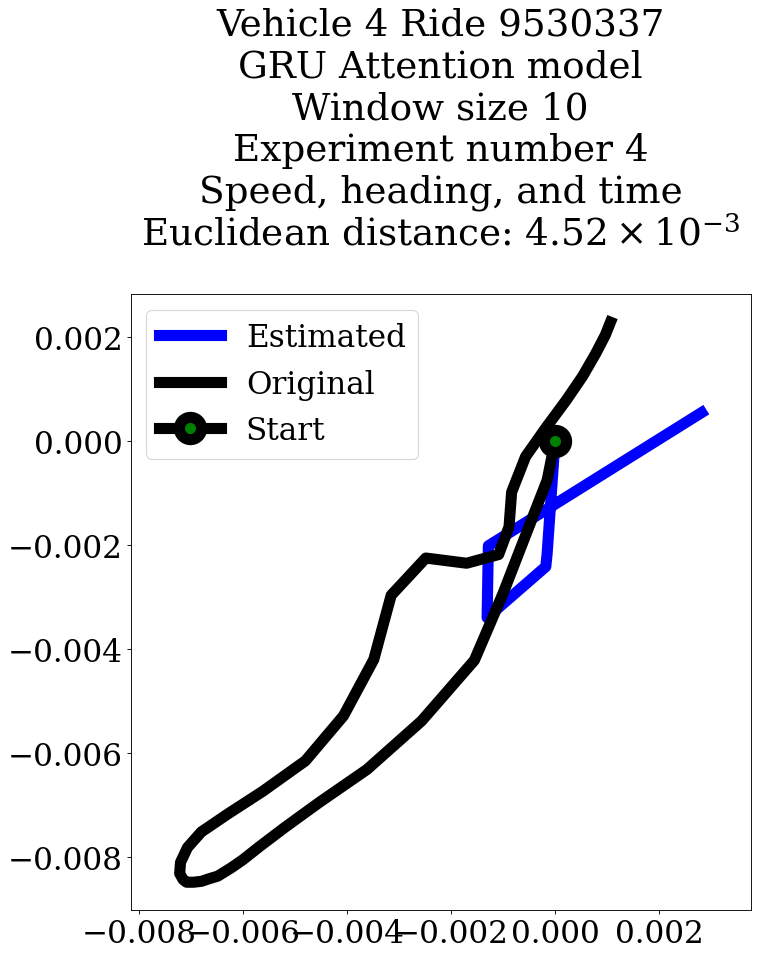 Vehicle 4 Ride 9530337
GRU Attention model
Window size 10
Experiment number 4
Speed, heading, and time
Euclidean distance: 4.52 × 10⁻³
Estimated
Original
Start
0.002
0.000
−0.002
−0.004
−0.006
−0.008
−0.008 −0.006 −0.004 −0.002 0.000 0.002